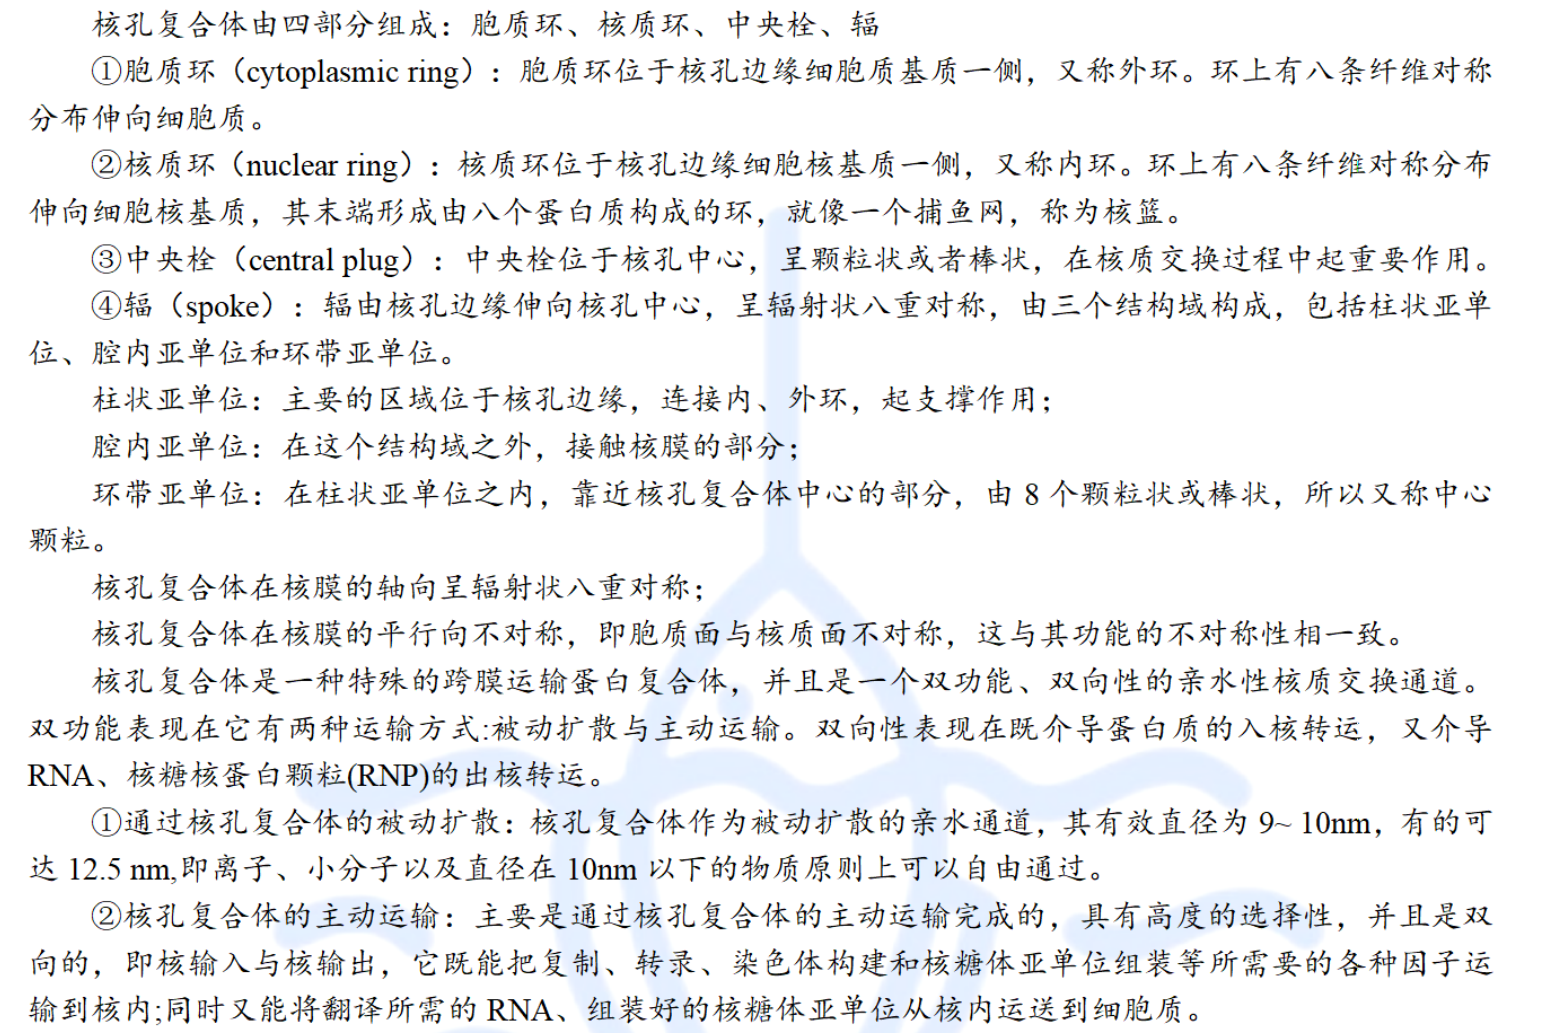 核孔复合体由四部分组成：胞质环、核质环、中央栓、辐
①胞质环（cytoplasmic ring）：胞质环位于核孔边缘细胞质基质一侧，又称外环。环上有八条纤维对称
分布伸向细胞质。
②核质环（nuclear ring）：核质环位于核孔边缘细胞核基质一侧，又称内环。环上有八条纤维对称分布
伸向细胞核基质，其末端形成由八个蛋白质构成的环，就像一个捕鱼网，称为核篮。
③中央栓（central plug）：中央栓位于核孔中心，呈颗粒状或者棒状，在核质交换过程中起重要作用。
④辐（spoke）：辐由核孔边缘伸向核孔中心，呈辐射状八重对称，由三个结构域构成，包括柱状亚单
位、腔内亚单位和环带亚单位。
柱状亚单位：主要的区域位于核孔边缘，连接内、外环，起支撑作用；
腔内亚单位：在这个结构域之外，接触核膜的部分；
环带亚单位：在柱状亚单位之内，靠近核孔复合体中心的部分，由 8 个颗粒状或棒状，所以又称中心
颗粒。
核孔复合体在核膜的轴向呈辐射状八重对称；
核孔复合体在核膜的平行向不对称，即胞质面与核质面不对称，这与其功能的不对称性相一致。
核孔复合体是一种特殊的跨膜运输蛋白复合体，并且是一个双功能、双向性的亲水性核质交换通道。
双功能表现在它有两种运输方式:被动扩散与主动运输。双向性表现在既介导蛋白质的入核转运，又介导
RNA、核糖核蛋白颗粒(RNP)的出核转运。
①通过核孔复合体的被动扩散：核孔复合体作为被动扩散的亲水通道，其有效直径为 9~ 10nm，有的可
达 12.5 nm,即离子、小分子以及直径在 10nm 以下的物质原则上可以自由通过。
②核孔复合体的主动运输：主要是通过核孔复合体的主动运输完成的，具有高度的选择性，并且是双
向的，即核输入与核输出，它既能把复制、转录、染色体构建和核糖体亚单位组装等所需要的各种因子运
输到核内;同时又能将翻译所需的 RNA、组装好的核糖体亚单位从核内运送到细胞质。